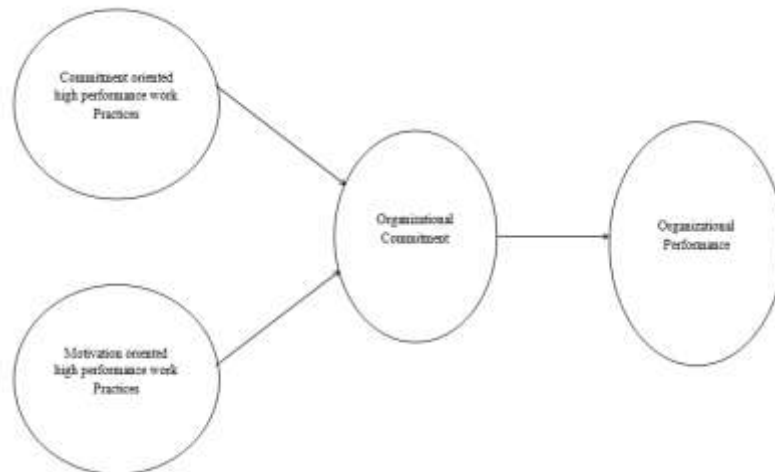 Commitment oriented
high performance work
Practices
Organizational
Commitment
Organizational
Performance
Motivation oriented
high performance work
Practices